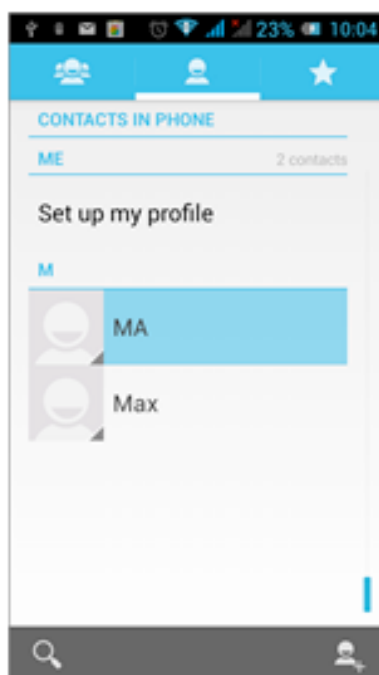 23% 10:04
CONTACTS IN PHONE
ME 2 contacts
Set up my profile
M
MA
Max